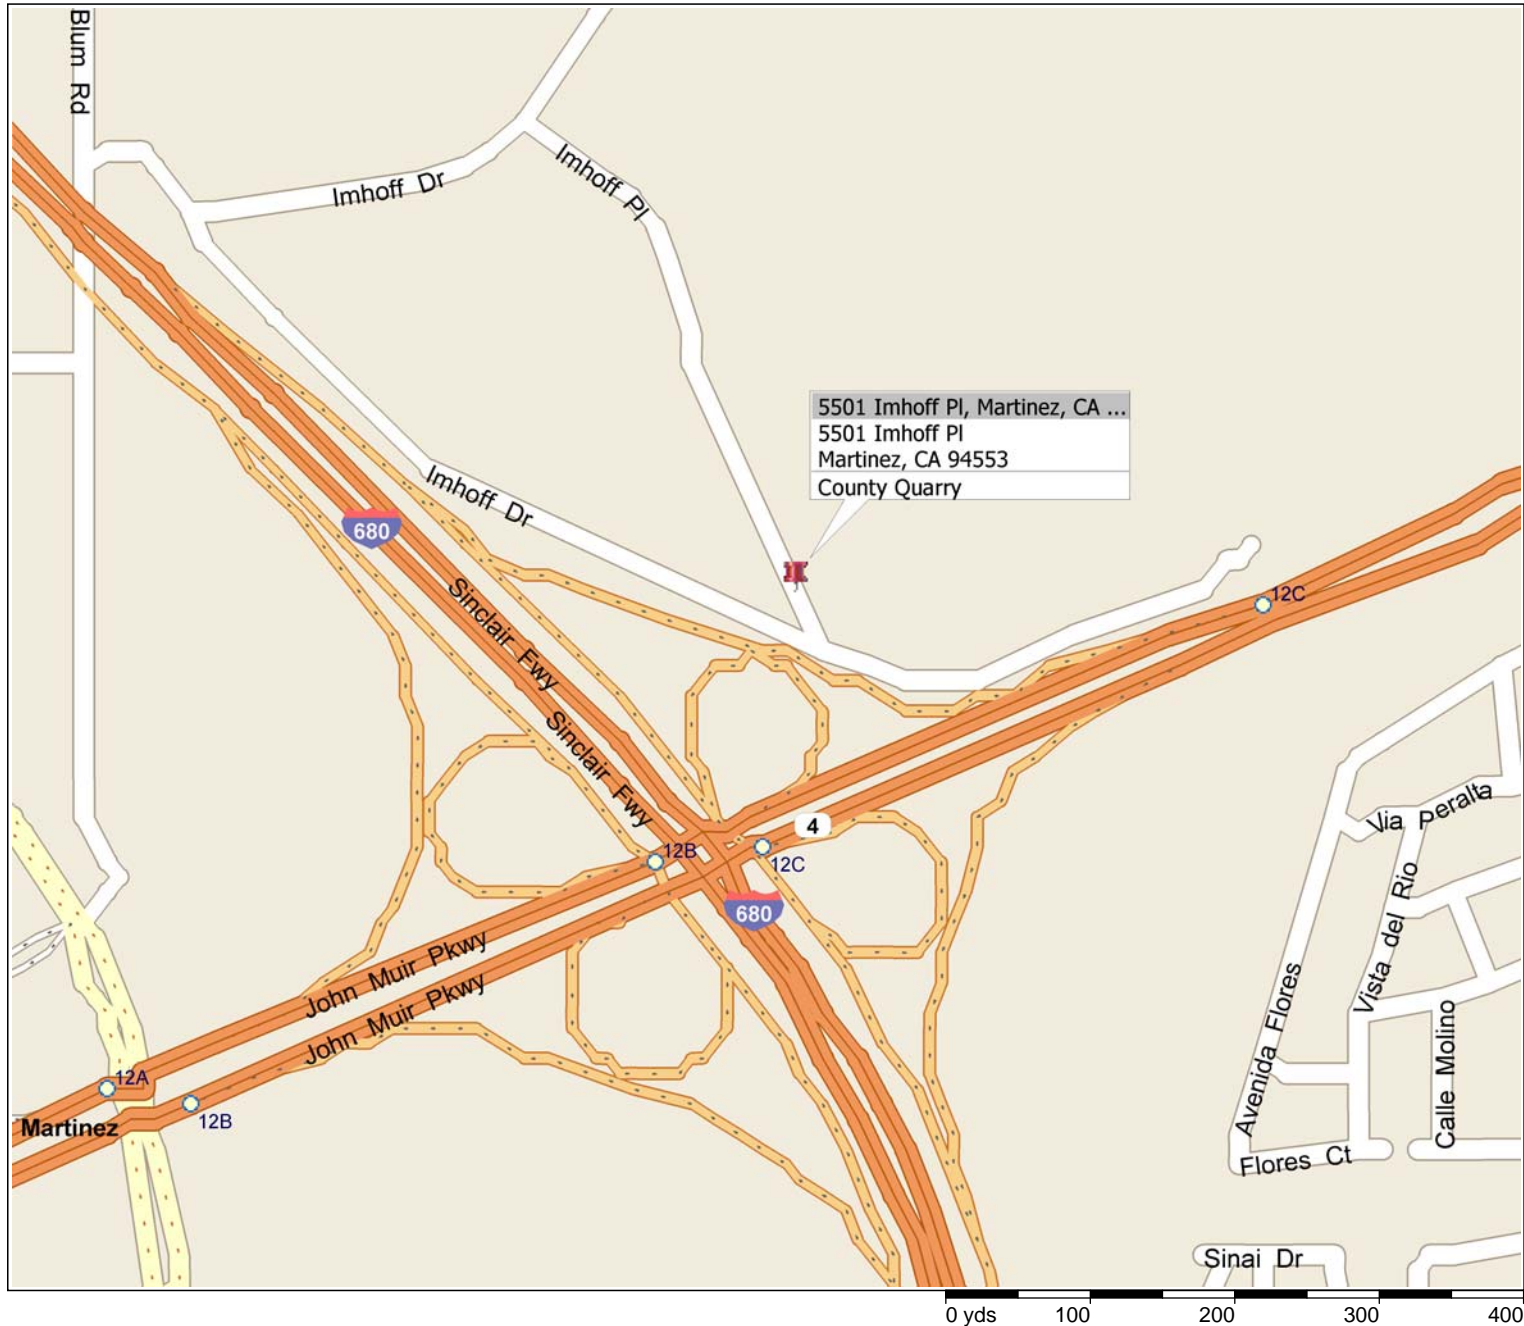 Blum Rd
Imhoff Dr
Imhoff Pl
5501 Imhoff Pl, Martinez, CA ...
5501 Imhoff Pl
Martinez, CA 94553
County Quarry
Imhoff Dr
680
Sinclair Fwy
Sinclair Fwy
12C
Via Peralta
4
12B
12C
680
Vista del Rio
John Muir Pkwy
John Muir Pkwy
Avenida Flores
Calle Molino
12A
12B
Martinez
Flores Ct
Sinai Dr
0 yds 100 200 300 400